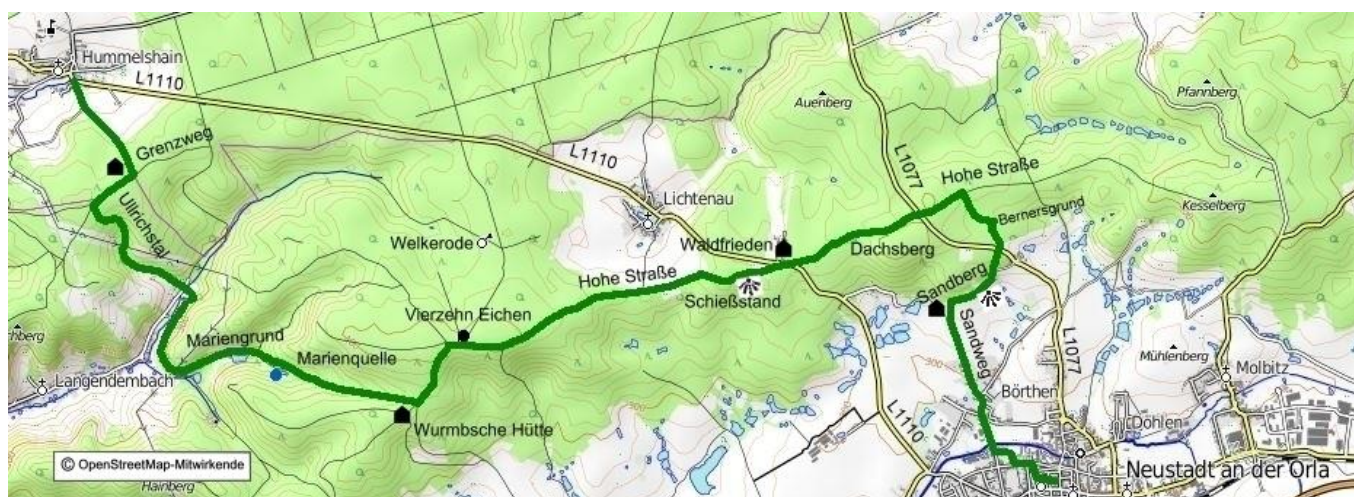 Hummelshain
L1110
Grenzweg
Ullrichstal
Auenberg
Pfannberg
L1110
L1077
Hohe Straße
Lichtenau
Kesselberg
Bernersgrund
Welkerode
Waldfrieden
Dachsberg
Hohe Straße
Sandberg
Schießstand
Vierzehn Eichen
Mariengrund
Marienquelle
Sandweg
L1077
Mühlenberg
Molbitz
Langendembach
Börthen
L1110
Döhlen
Wurmbsche Hütte
© OpenStreetMap-Mitwirkende
Neustadt an der Orla
Hainberg